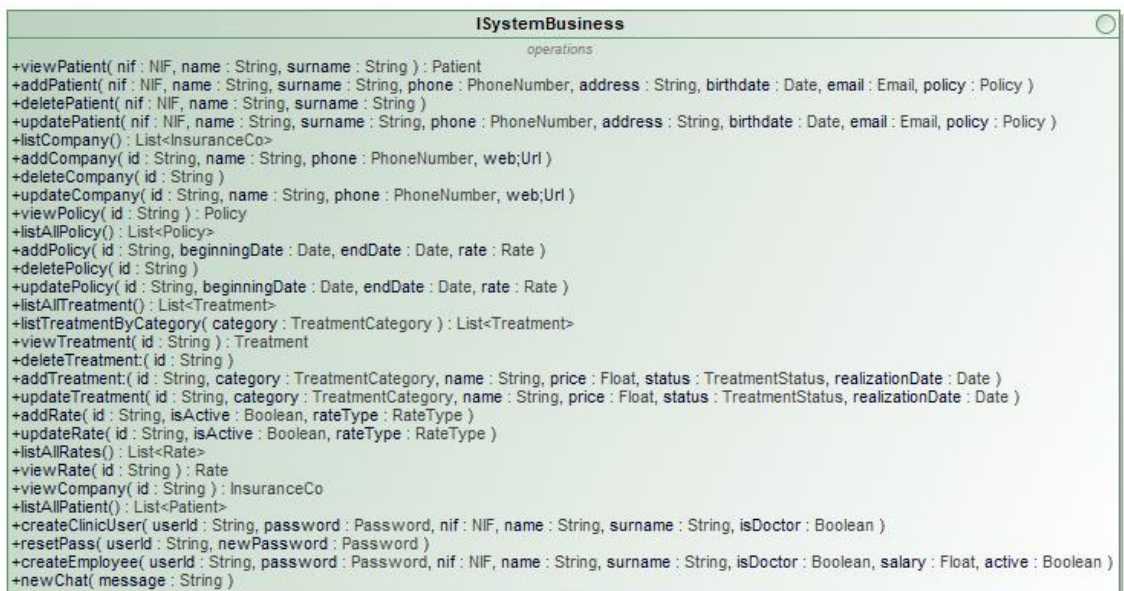 ISystemBusiness
operations
+viewPatient( nif : NIF, name : String, surname : String ) : Patient
+addPatient( nif : NIF, name : String, surname : String, phone : PhoneNumber, address : String, birthdate : Date, email : Email, policy : Policy )
+deletePatient( nif : NIF, name : String, surname : String )
+updatePatient( nif : NIF, name : String, surname : String, phone : PhoneNumber, address : String, birthdate : Date, email : Email, policy : Policy )
+listCompany() : List<InsuranceCo>
+addCompany( id : String, name : String, phone : PhoneNumber, web;Url )
+deleteCompany( id : String )
+updateCompany( id : String, name : String, phone : PhoneNumber, web;Url )
+viewPolicy( id : String ) : Policy
+listAllPolicy() : List<Policy>
+addPolicy( id : String, beginningDate : Date, endDate : Date, rate : Rate )
+deletePolicy( id : String )
+updatePolicy( id : String, beginningDate : Date, endDate : Date, rate : Rate )
+listAllTreatment() : List<Treatment>
+listTreatmentByCategory( category : TreatmentCategory ) : List<Treatment>
+viewTreatment( id : String ) : Treatment
+deleteTreatment:( id : String )
+addTreatment:( id : String, category : TreatmentCategory, name : String, price : Float, status : TreatmentStatus, realizationDate : Date )
+updateTreatment( id : String, category : TreatmentCategory, name : String, price : Float, status : TreatmentStatus, realizationDate : Date )
+addRate( id : String, isActive : Boolean, rateType : RateType )
+updateRate( id : String, isActive : Boolean, rateType : RateType )
+listAllRates() : List<Rate>
+viewRate( id : String ) : Rate
+viewCompany( id : String ) : InsuranceCo
+listAllPatient() : List<Patient>
+createClinicUser( userId : String, password : Password, nif : NIF, name : String, surname : String, isDoctor : Boolean )
+resetPass( userId : String, newPassword : Password )
+createEmployee( userId : String, password : Password, nif : NIF, name : String, surname : String, isDoctor : Boolean, salary : Float, active : Boolean )
+newChat( message : String )